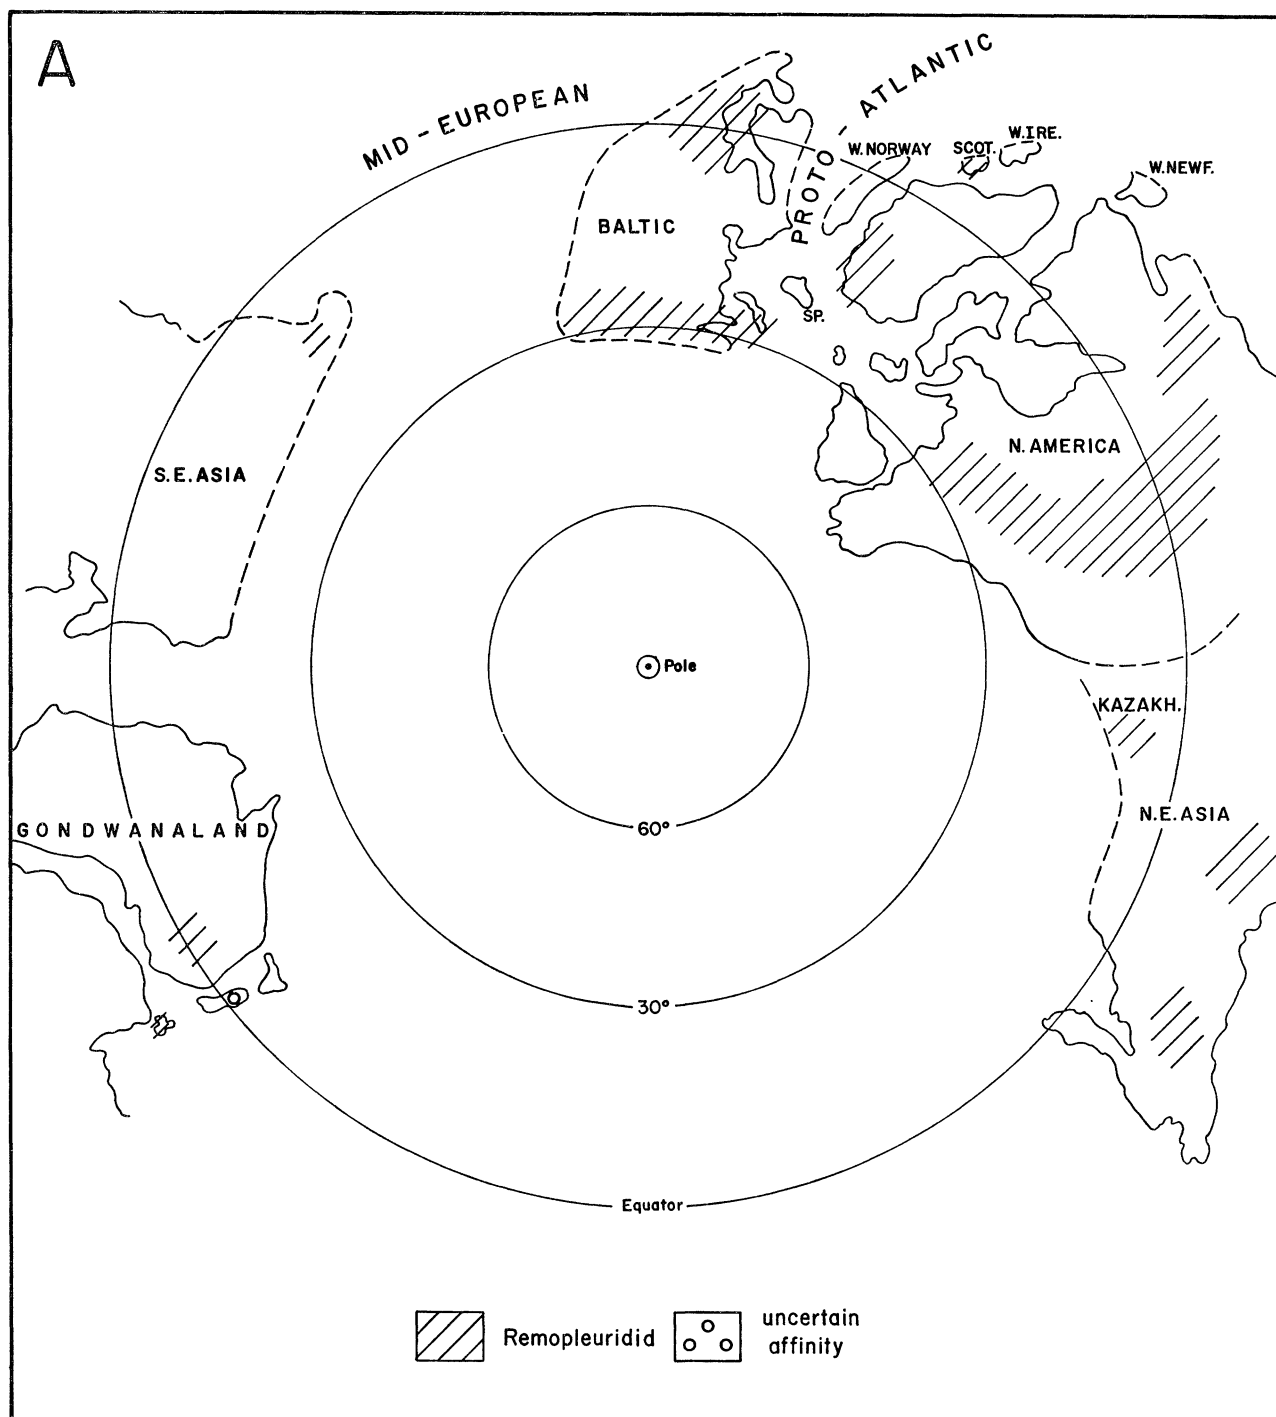 A
MID-EUROPEAN
PROTO-ATLANTIC
W.NORWAY
SCOT.
W.IRE.
W.NEWF.
BALTIC
SP.
N.AMERICA
S.E.ASIA
Pole
KAZAKH.
N.E.ASIA
GONDWANALAND
60°
30°
Equator
Remopleuridid
uncertain
affinity